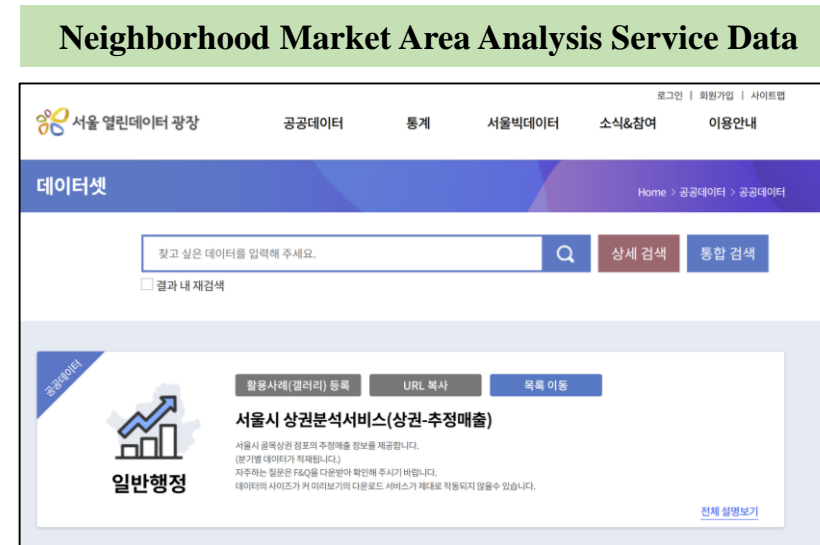 Neighborhood Market Area Analysis Service Data
로그인 | 회원가입 | 사이트맵
서울 열린데이터 광장 공공데이터 통계 서울빅데이터 소식&참여 이용안내
데이터셋 Home > 공공데이터 > 공공데이터
찾고 싶은 데이터를 입력해 주세요. 상세 검색 통합 검색
결과 내 재검색
공공데이터
활용사례(갤러리) 등록 URL 복사 목록 이동
서울시 상권분석서비스(상권-추정매출)
서울시 골목상권 점포의 추정매출 정보를 제공합니다.
(분기별 데이터가 적재됩니다.)
자주하는 질문은 F&Q을 다운받아 확인해 주시기 바랍니다.
데이터의 사이즈가 커 미리보기의 다운로드 서비스가 제대로 작동되지 않을수 있습니다.
일반행정
전체 설명보기